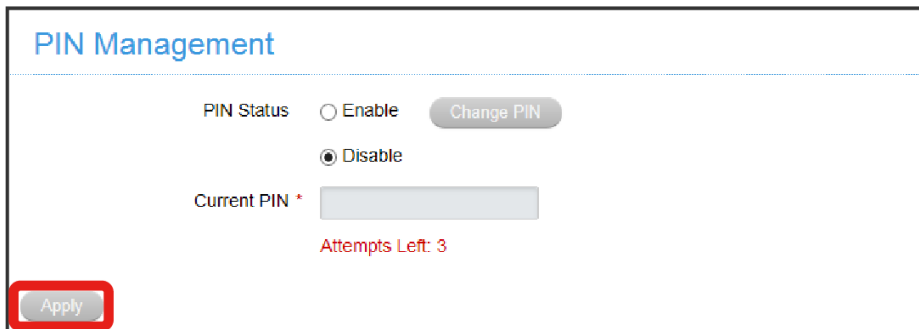 PIN Management
PIN Status Enable Change PIN
Disable
Current PIN *
Attempts Left: 3
Apply